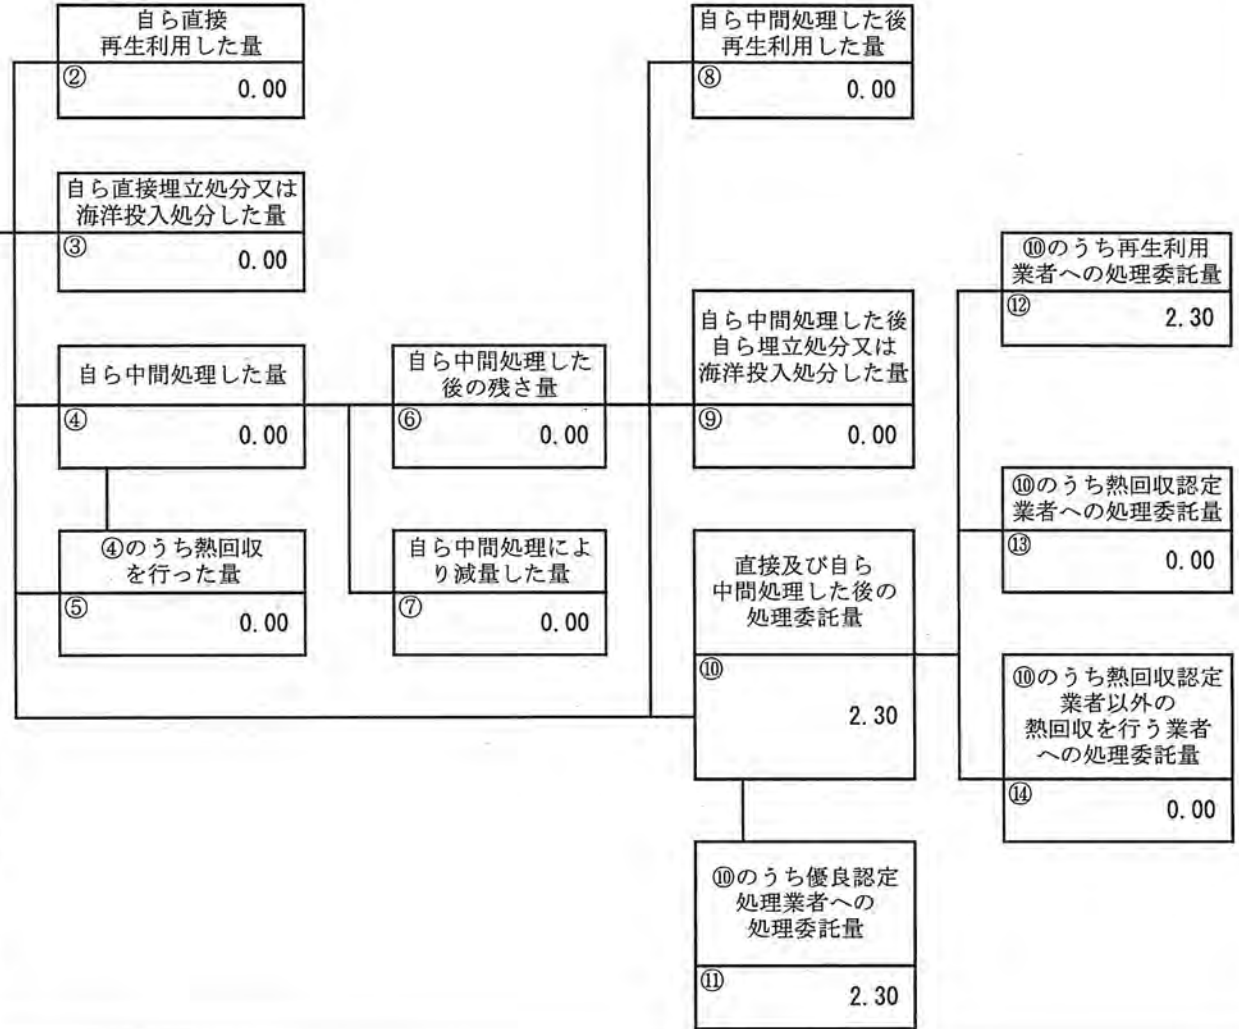 自ら直接
再生利用した量
②
0.00
自ら直接埋立処分又は
海洋投入処分した量
③
0.00
自ら中間処理した量
④
0.00
④のうち熱回収
を行った量
⑤
0.00
自ら中間処理した
後の残さ量
⑥
0.00
自ら中間処理によ
り減量した量
⑦
0.00
自ら中間処理した後
再生利用した量
⑧
0.00
自ら中間処理した後
自ら埋立処分又は
海洋投入処分した量
⑨
0.00
直接及び自ら
中間処理した後の
処理委託量
⑩
2.30
⑩のうち優良認定
処理業者への
処理委託量
⑪
2.30
⑩のうち再生利用
業者への処理委託量
⑫
2.30
⑩のうち熱回収認定
業者への処理委託量
⑬
0.00
⑩のうち熱回収認定
業者以外の
熱回収を行う業者
への処理委託量
⑭
0.00